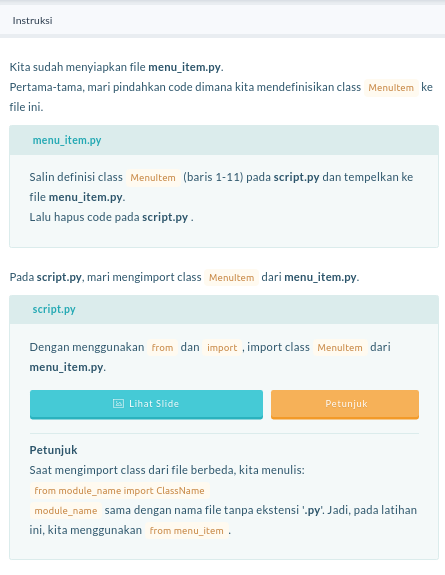 Instruksi
Kita sudah menyiapkan file menu_item.py.
Pertama-tama, mari pindahkan code dimana kita mendefinisikan class MenuItem ke
file ini.
menu_item.py
Salin definisi class MenuItem (baris 1-11) pada script.py dan tempelkan ke
file menu_item.py.
Lalu hapus code pada script.py .
Pada script.py, mari mengimport class MenuItem dari menu_item.py.
script.py
Dengan menggunakan from dan import , import class MenuItem dari
menu_item.py.
Lihat Slide
Petunjuk
Petunjuk
Saat mengimport class dari file berbeda, kita menulis:
from module_name import ClassName
module_name sama dengan nama file tanpa ekstensi '.py'. Jadi, pada latihan
ini, kita menggunakan from menu_item .